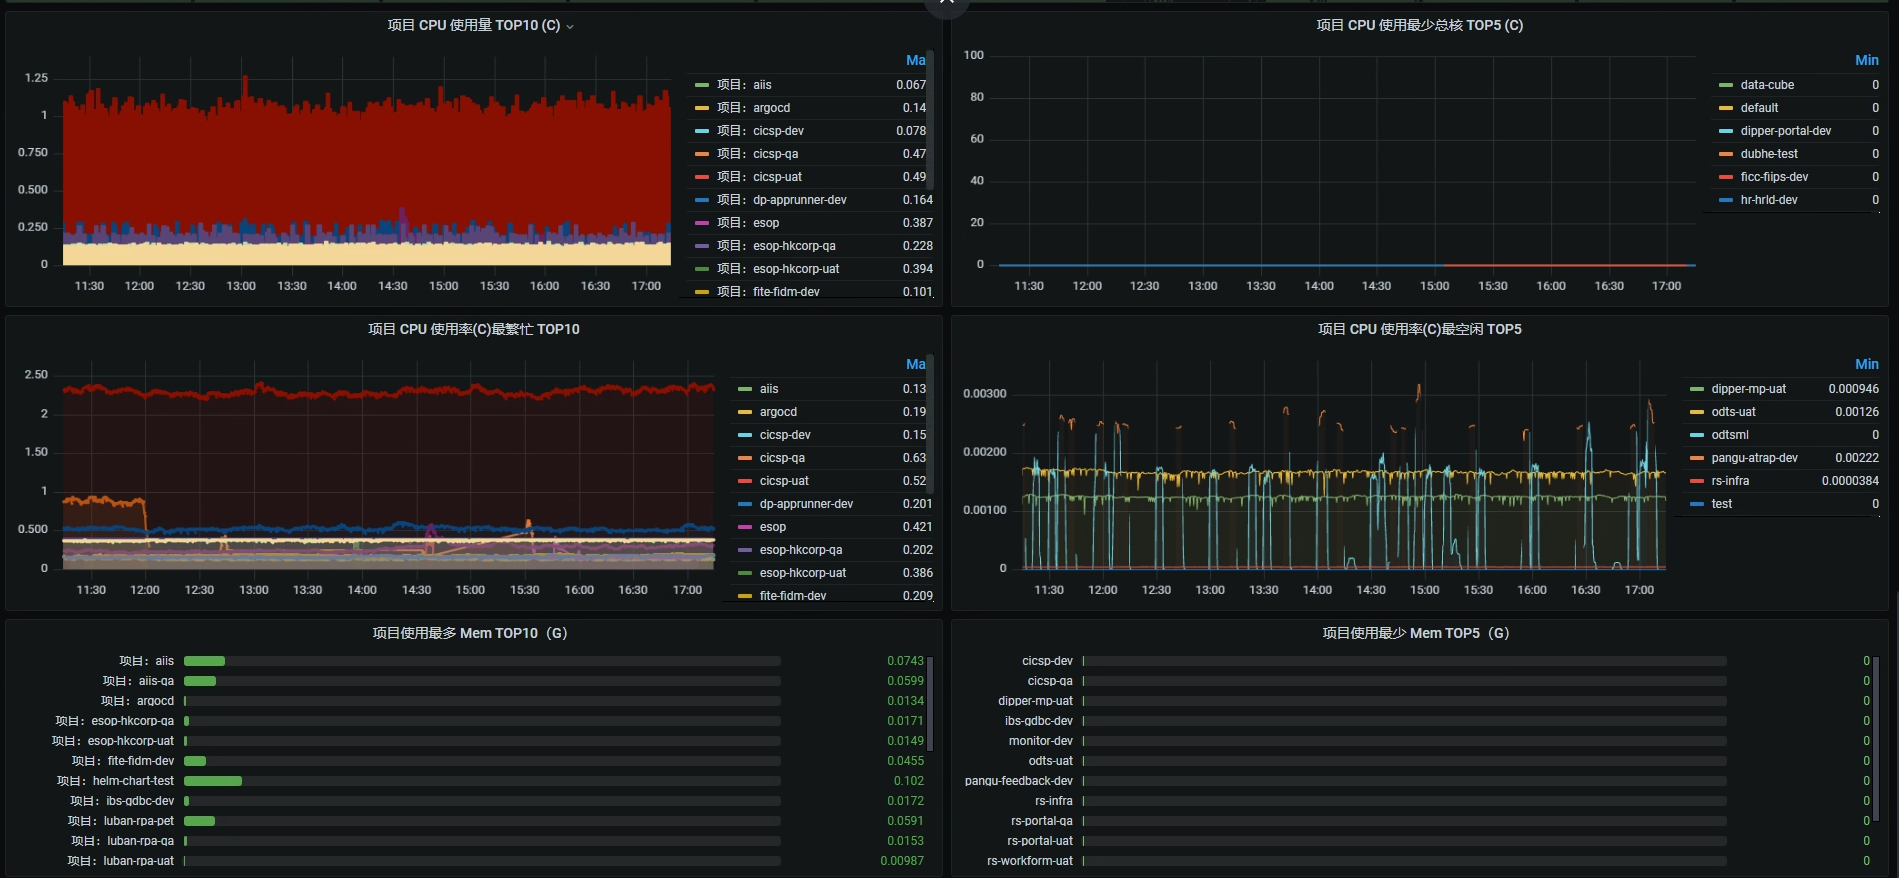 项目 CPU 使用量 TOP10 (C)
Ma
1.25
1
0.750
0.500
0.250
0
11:30 12:00 12:30 13:00 13:30 14:00 14:30 15:00 15:30 16:00 16:30 17:00
项目：aiis 0.067
项目：argocd 0.14
项目：cicsp-dev 0.078
项目：cicsp-qa 0.47
项目：cicsp-uat 0.49
项目：dp-apprunner-dev 0.164
项目：esop 0.387
项目：esop-hkcorp-qa 0.228
项目：esop-hkcorp-uat 0.394
项目：fite-fidm-dev 0.101
项目 CPU 使用最少总核 TOP5 (C)
Min
100
80
60
40
20
0
11:30 12:00 12:30 13:00 13:30 14:00 14:30 15:00 15:30 16:00 16:30 17:00
data-cube 0
default 0
dipper-portal-dev 0
dubhe-test 0
ficc-fiips-dev 0
hr-hrld-dev 0
项目 CPU 使用率(C)最繁忙 TOP10
Ma
2.50
2
1.50
1
0.500
0
11:30 12:00 12:30 13:00 13:30 14:00 14:30 15:00 15:30 16:00 16:30 17:00
aiis 0.13
argocd 0.19
cicsp-dev 0.15
cicsp-qa 0.63
cicsp-uat 0.52
dp-apprunner-dev 0.201
esop 0.421
esop-hkcorp-qa 0.202
esop-hkcorp-uat 0.386
fite-fidm-dev 0.209
项目 CPU 使用率(C)最空闲 TOP5
Min
0.00300
0.00200
0.00100
0
11:30 12:00 12:30 13:00 13:30 14:00 14:30 15:00 15:30 16:00 16:30 17:00
dipper-mp-uat 0.000946
odts-uat 0.00126
odtsml 0
pangu-atrap-dev 0.00222
rs-infra 0.0000384
test 0
项目使用最多 Mem TOP10（G）
项目：aiis 0.0743
项目：aiis-qa 0.0599
项目：argocd 0.0134
项目：esop-hkcorp-qa 0.0171
项目：esop-hkcorp-uat 0.0149
项目：fite-fidm-dev 0.0455
项目：helm-chart-test 0.102
项目：ibs-gdbc-dev 0.0172
项目：luban-rpa-pet 0.0591
项目：luban-rpa-qa 0.0153
项目：luban-rpa-uat 0.00987
项目使用最少 Mem TOP5（G）
cicsp-dev 0
cicsp-qa 0
dipper-mp-uat 0
ibs-gdbc-dev 0
monitor-dev 0
odts-uat 0
pangu-feedback-dev 0
rs-infra 0
rs-portal-qa 0
rs-portal-uat 0
rs-workform-uat 0